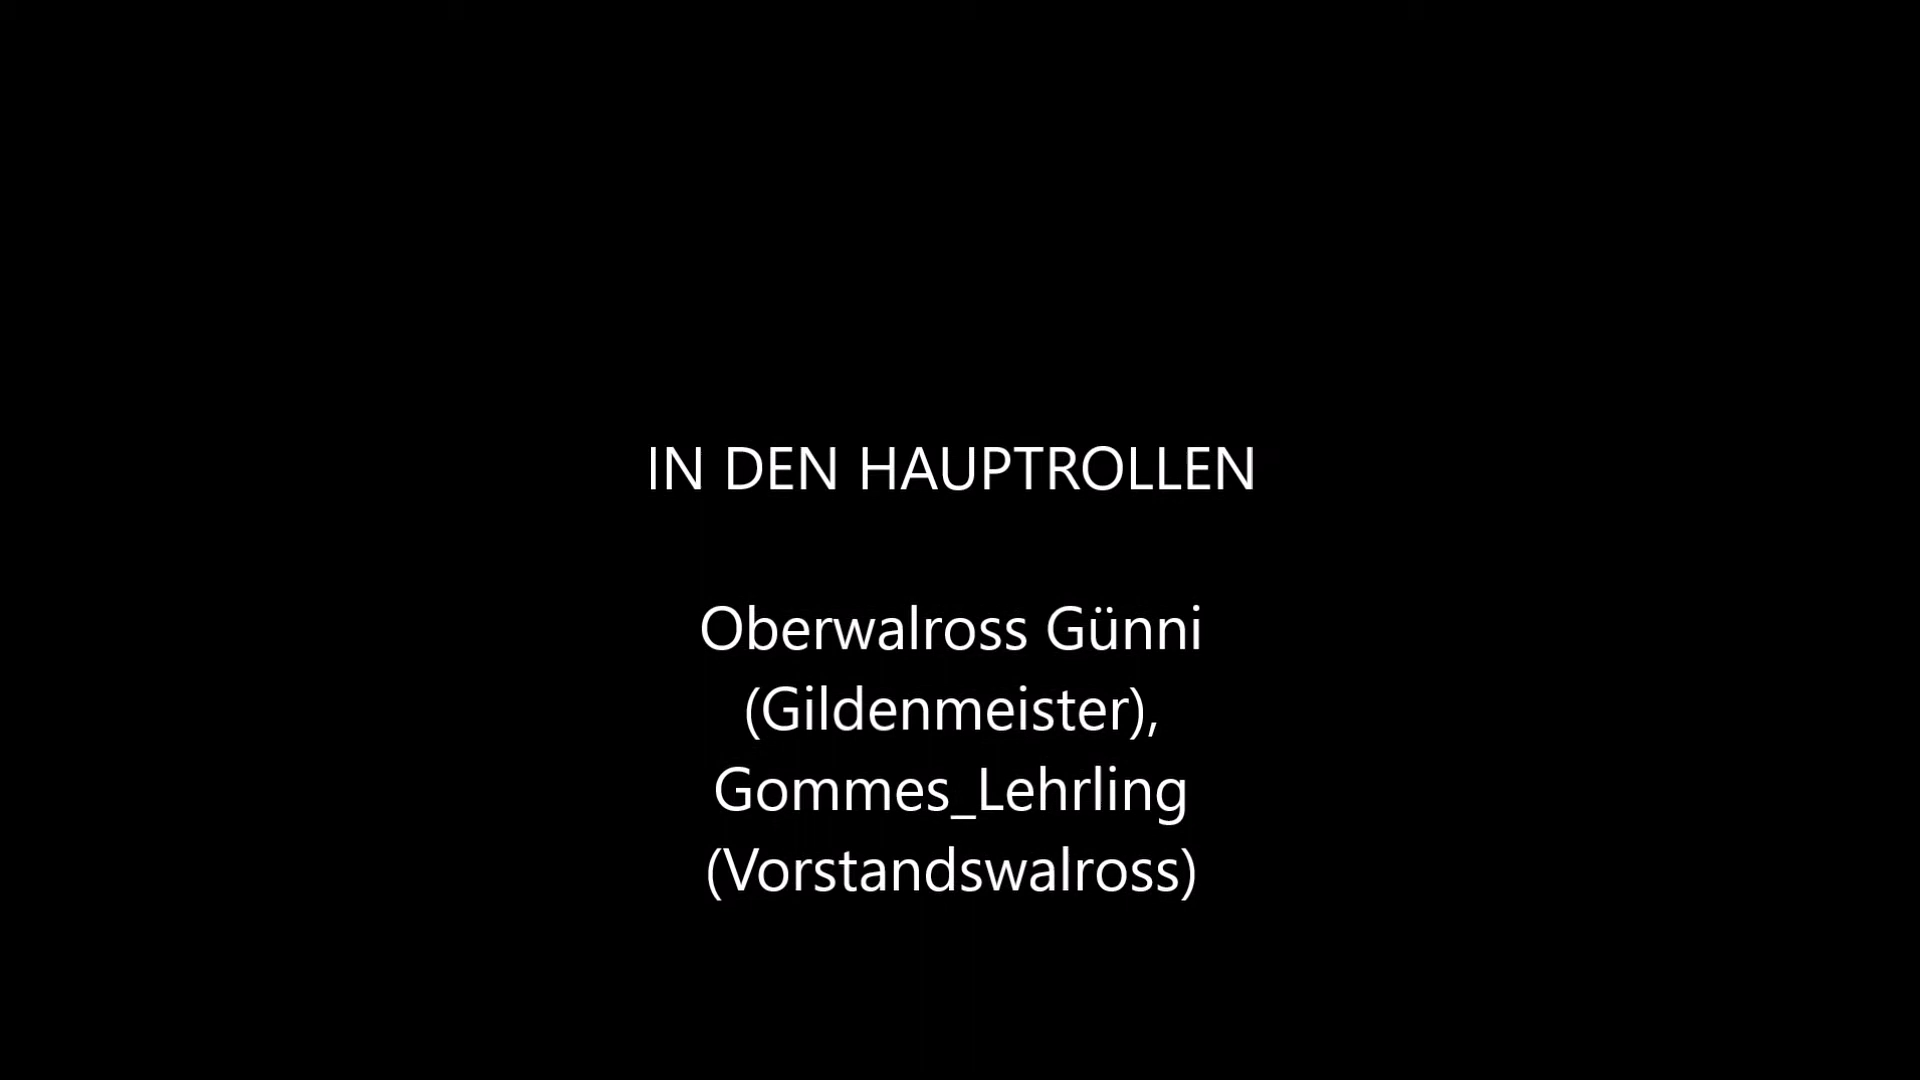 IN DEN HAUPTROLLEN
Oberwalross Günni
(Gildenmeister),
Gommes_Lehrling
(Vorstandswalross)